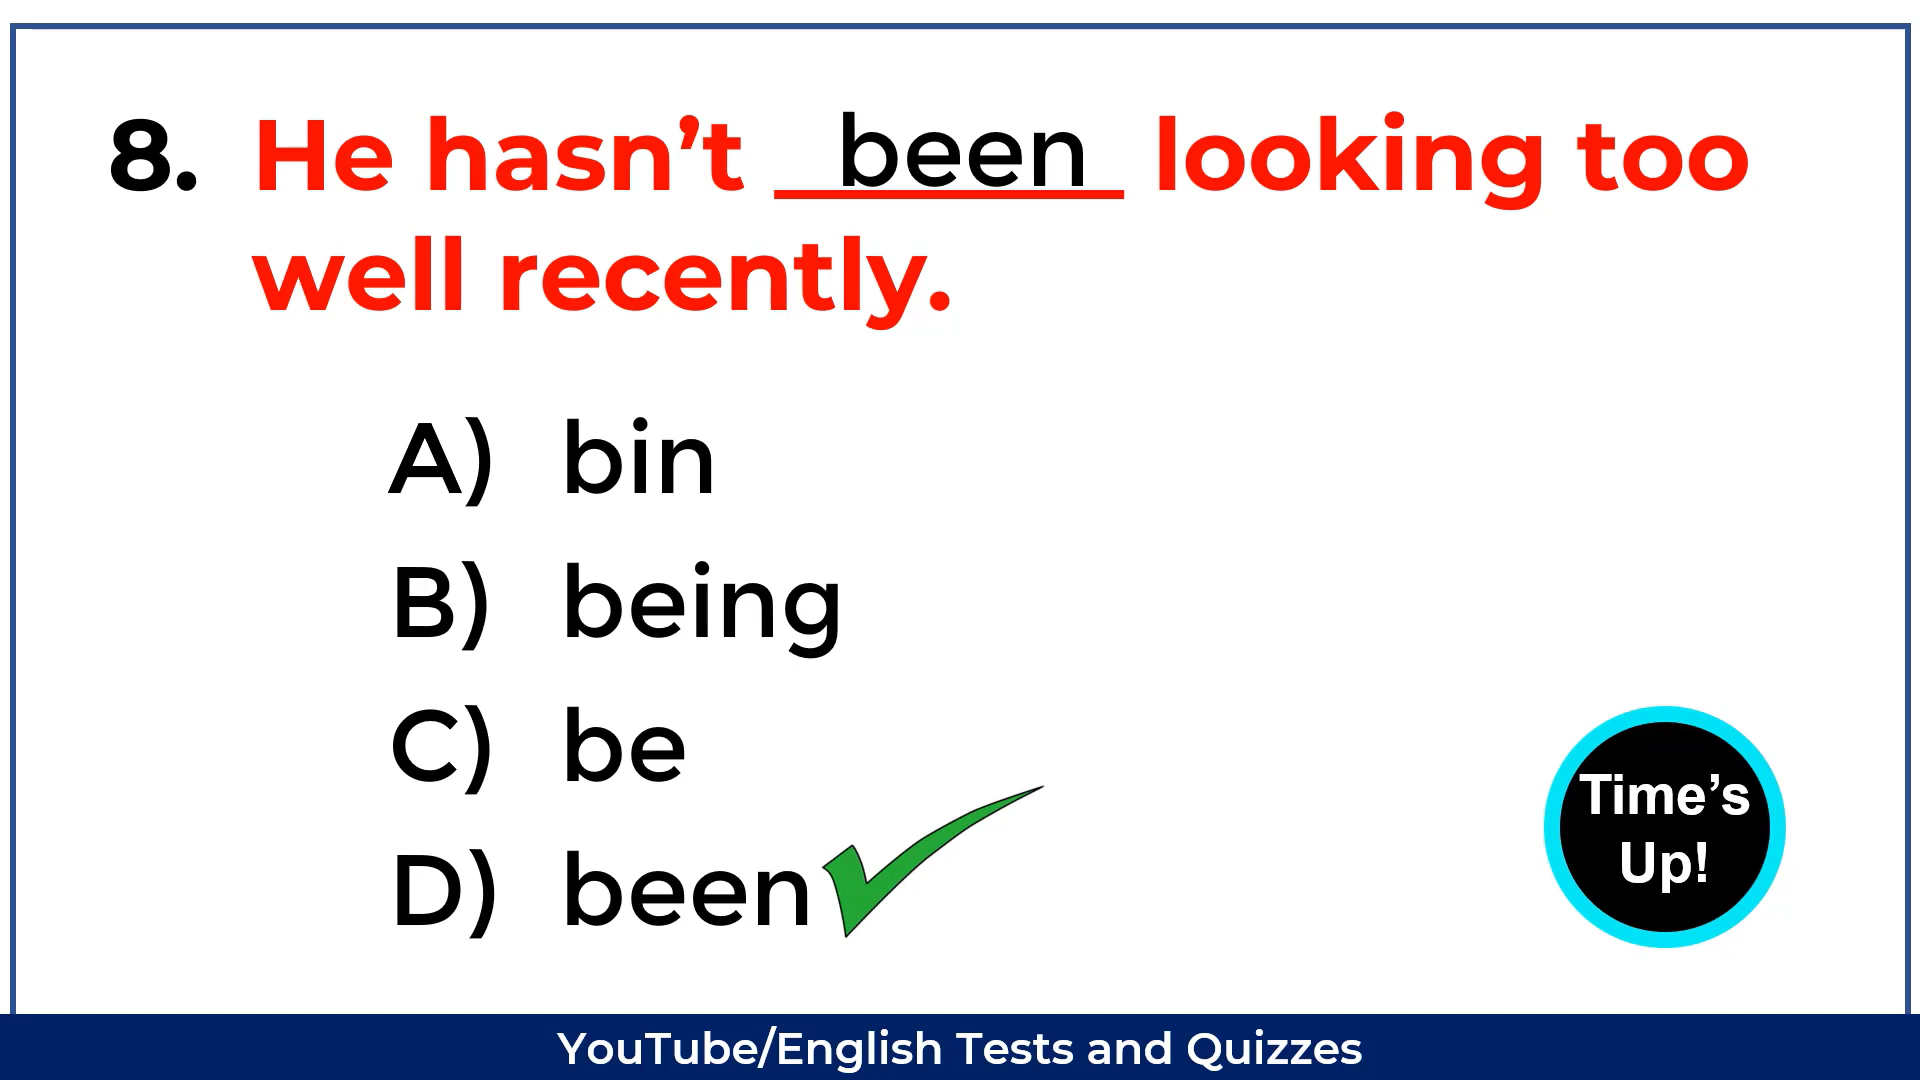 8. He hasn’t been looking too
well recently.
A) bin
B) being
C) be
D) been
Time’s
Up!
YouTube/English Tests and Quizzes